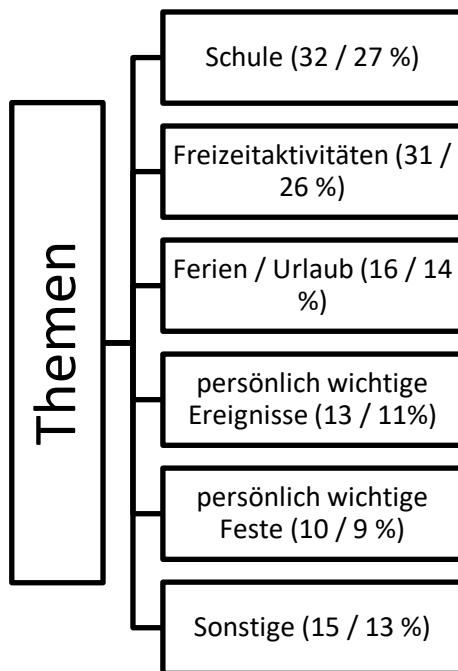 Themen
Schule (32 / 27 %)
Freizeitaktivitäten (31 /
26 %)
Ferien / Urlaub (16 / 14
%)
persönlich wichtige
Ereignisse (13 / 11%)
persönlich wichtige
Feste (10 / 9 %)
Sonstige (15 / 13 %)